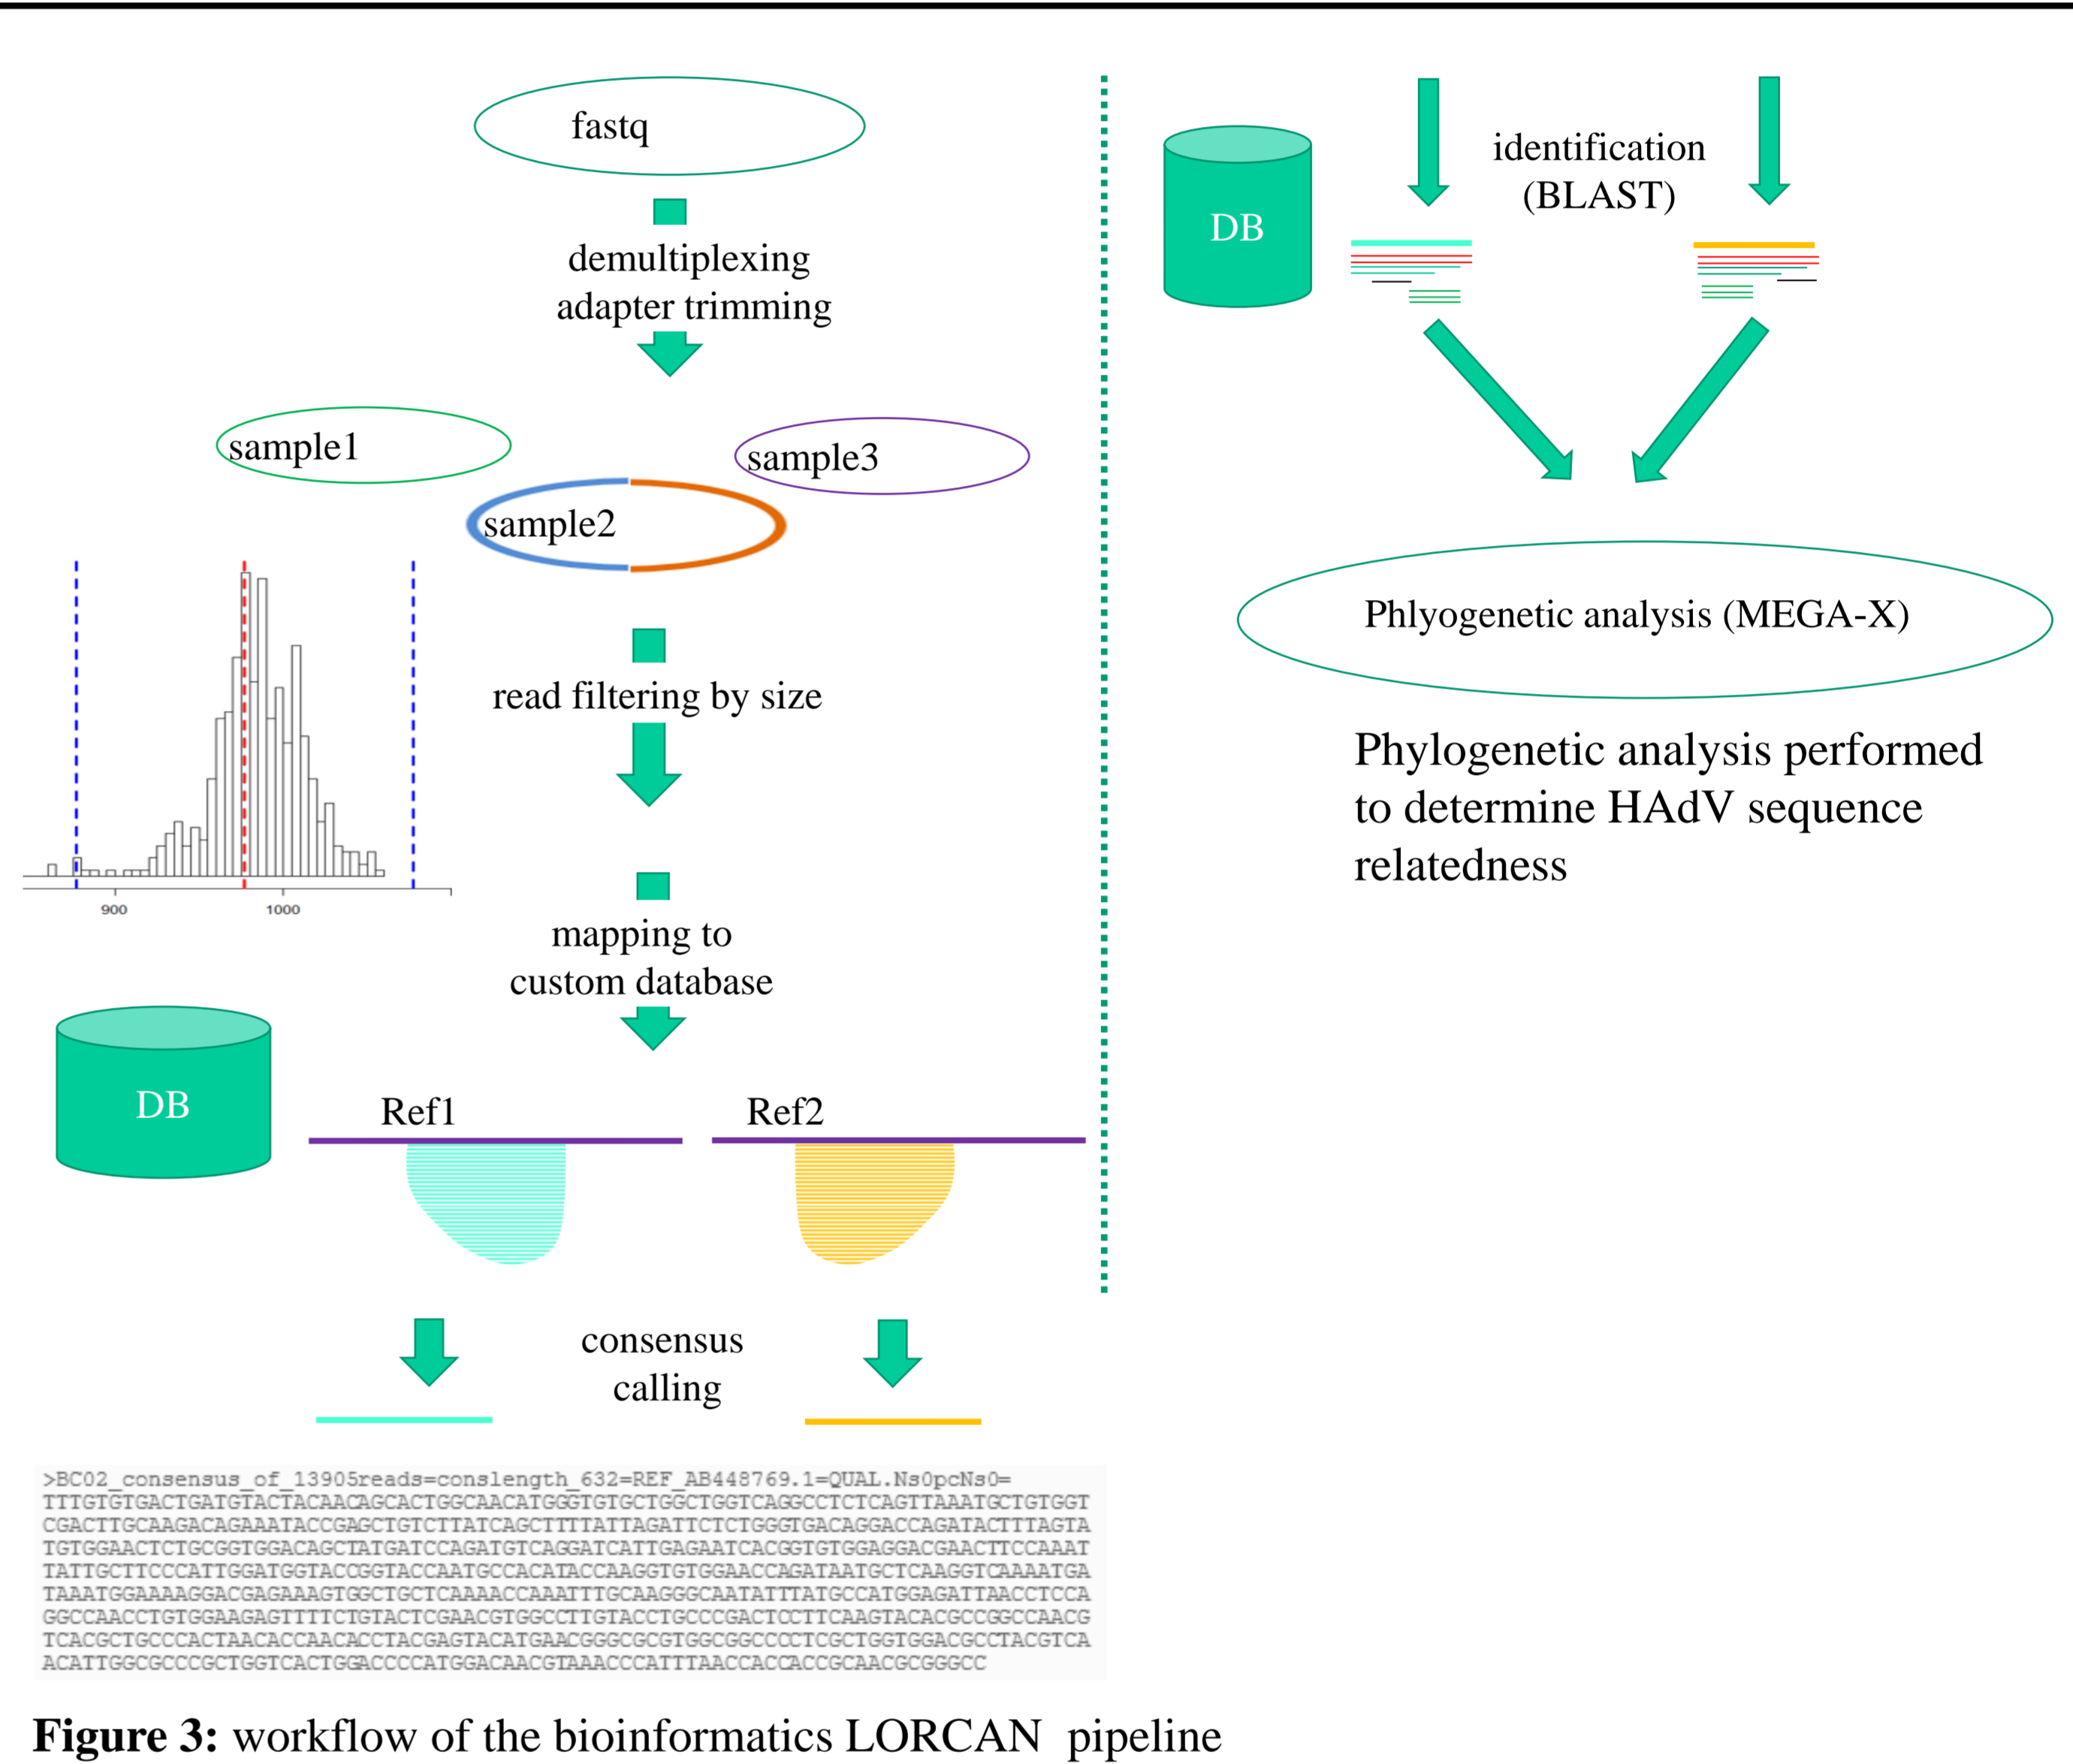 fastq
demultiplexing
adapter trimming
sample1
sample3
sample2
read filtering by size
900
1000
mapping to
custom database
DB
Ref1
Ref2
consensus
calling
>BC02_consensus_of_13905reads=conslength_632=REF_AB448769.1=QUAL.Ns0pcNs0=
TTTGTGTGACTGATGTACTACAACAGCACTGGCAACATGGGTGTGCTGGCTGGTCAGGCCTCTCAGTTAAATGCTGTGGT
CGACTTGCAAGACAGAAATACCGAGCTGTCTTATCAGCTTTTATTAGATTCTCTGGGTGACAGGACCAGATACTTTAGTA
TGTGGAACTCTGCGGTGGACAGCTATGATCCAGATGTCAGGATCATTGAGAATCACGGTGTGGAGGACGAACTTCCAAAT
TATTGCTTCCCATTGGATGGTACCGGTACCAATGCCACATACCAAGGTGTGGAACCAGATAATGCTCAAGGTCAAAATGA
TAAATGGAAAAGGACGAGAAAGTGGCTGCTCAAAACCAAATTTGCAAGGGCAATATTTATGCCATGGAGATTAACCTCCA
GGCCAACCTGTGGAAGAGTTTTCTGTACTCGAACGTGGCCTTGTACCTGCCCGACTCCTTCAAGTACACGCCGGCCAACG
TCACGCTGCCCACTAACACCAACACCTACGAGTACATGAACGGGCGCGTGGCGGCCCCTCGCTGGTGGACGCCTACGTCA
ACATTGGCGCCCGCTGGTCACTGGACCCCATGGACAACGTAAACCCATTTAACCACCACCGCAACGCGGGCC
Figure 3: workflow of the bioinformatics LORCAN pipeline
identification
(BLAST)
DB
Phlyogenetic analysis (MEGA-X)
Phylogenetic analysis performed
to determine HAdV sequence
relatedness